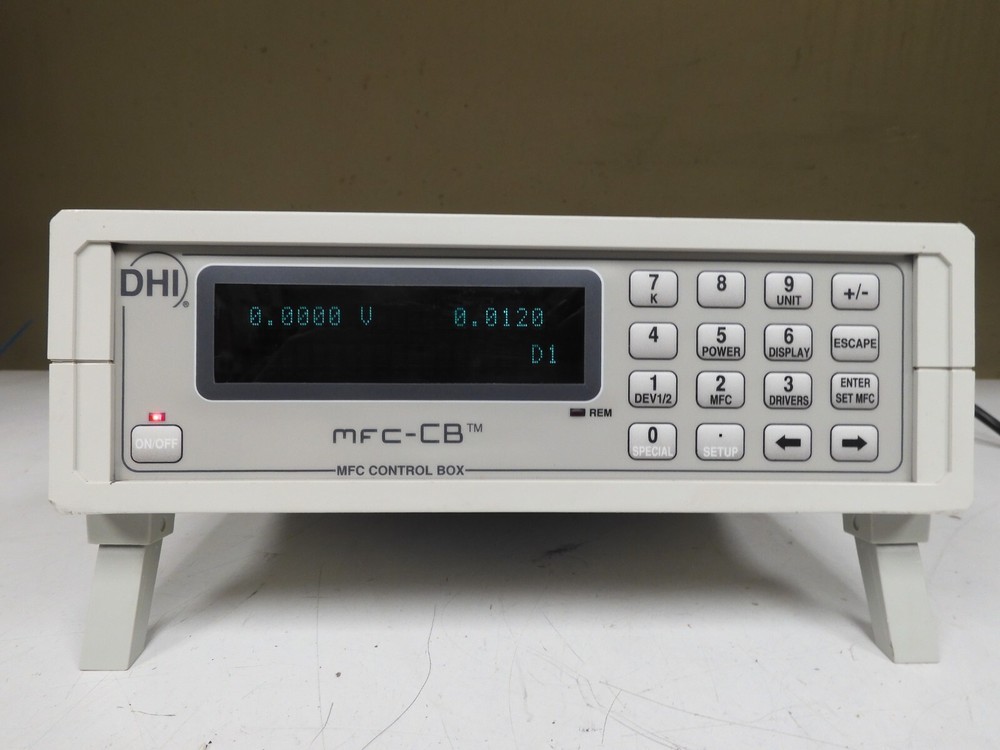 DHI®
0.0000 V 0.0120
D1
ON/OFF
REM
MFC-CB™
MFC CONTROL BOX
7 8 9 +/-
K UNIT
4 5 6 ESCAPE
POWER DISPLAY
1 2 3 ENTER
DEV1/2 MFC DRIVERS SET MFC
0 .
SPECIAL SETUP